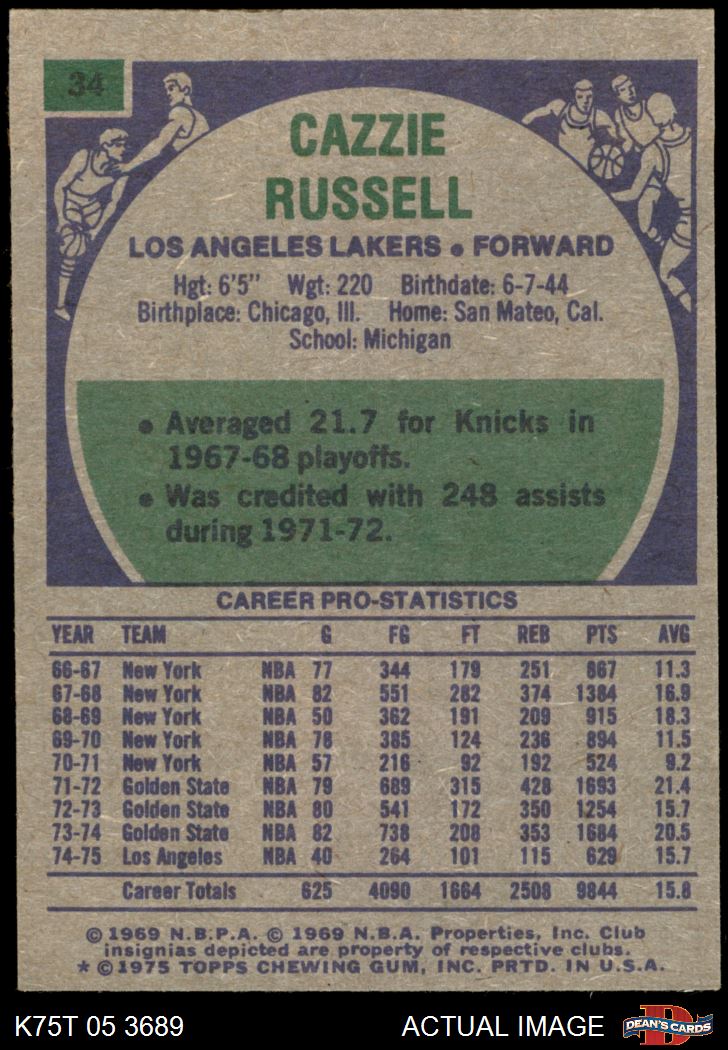 34
CAZZIE
RUSSELL
LOS ANGELES LAKERS • FORWARD
Hgt: 6'5" Wgt: 220 Birthdate: 6-7-44
Birthplace: Chicago, Ill. Home: San Mateo, Cal.
School: Michigan
• Averaged 21.7 for Knicks in
1967-68 playoffs.
• Was credited with 248 assists
during 1971-72.
CAREER PRO-STATISTICS
YEAR TEAM G FG FT REB PTS AVG
66-67 New York NBA 77 344 179 251 867 11.3
67-68 New York NBA 82 551 282 374 1384 16.9
68-69 New York NBA 50 362 191 209 915 18.3
69-70 New York NBA 78 385 124 236 894 11.5
70-71 New York NBA 57 216 92 192 524 9.2
71-72 Golden State NBA 79 689 315 428 1693 21.4
72-73 Golden State NBA 80 541 172 350 1254 15.7
73-74 Golden State NBA 82 738 208 353 1684 20.5
74-75 Los Angeles NBA 40 264 101 115 629 15.7
Career Totals 625 4090 1664 2508 9844 15.8
© 1969 N.B.P.A. © 1969 N.B.A. Properties, Inc. Club
insignias depicted are property of respective clubs.
* © 1975 TOPPS CHEWING GUM, INC. PRTD. IN U.S.A.
K75T 05 3689 ACTUAL IMAGE D DEAN'S CARDS